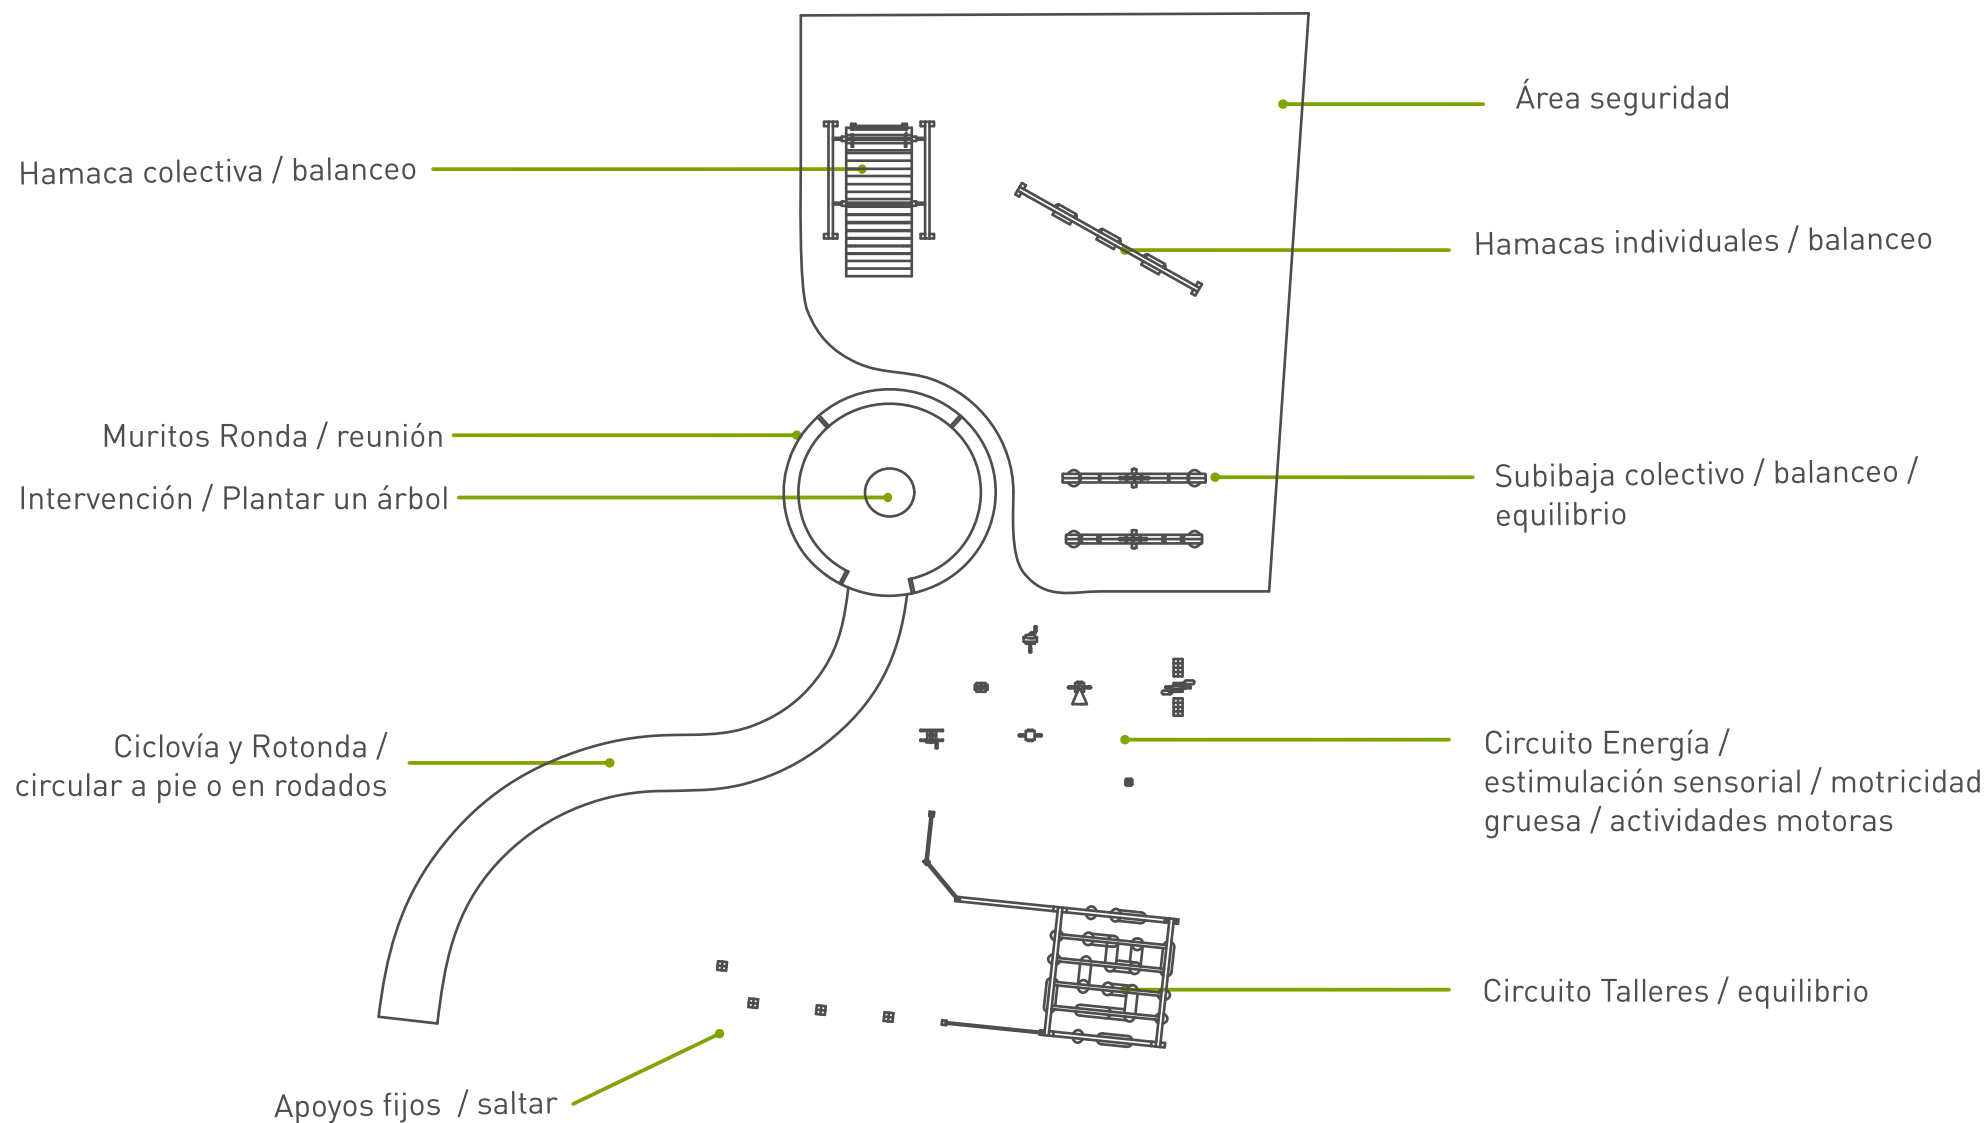 Área seguridad
Hamaca colectiva / balanceo
Hamacas individuales / balanceo
Muritos Ronda / reunión
Intervención / Plantar un árbol
Subibaja colectivo / balanceo /
equilibrio
Ciclovía y Rotonda /
circular a pie o en rodados
Circuito Energía /
estimulación sensorial / motricidad
gruesa / actividades motoras
Circuito Talleres / equilibrio
Apoyos fijos / saltar